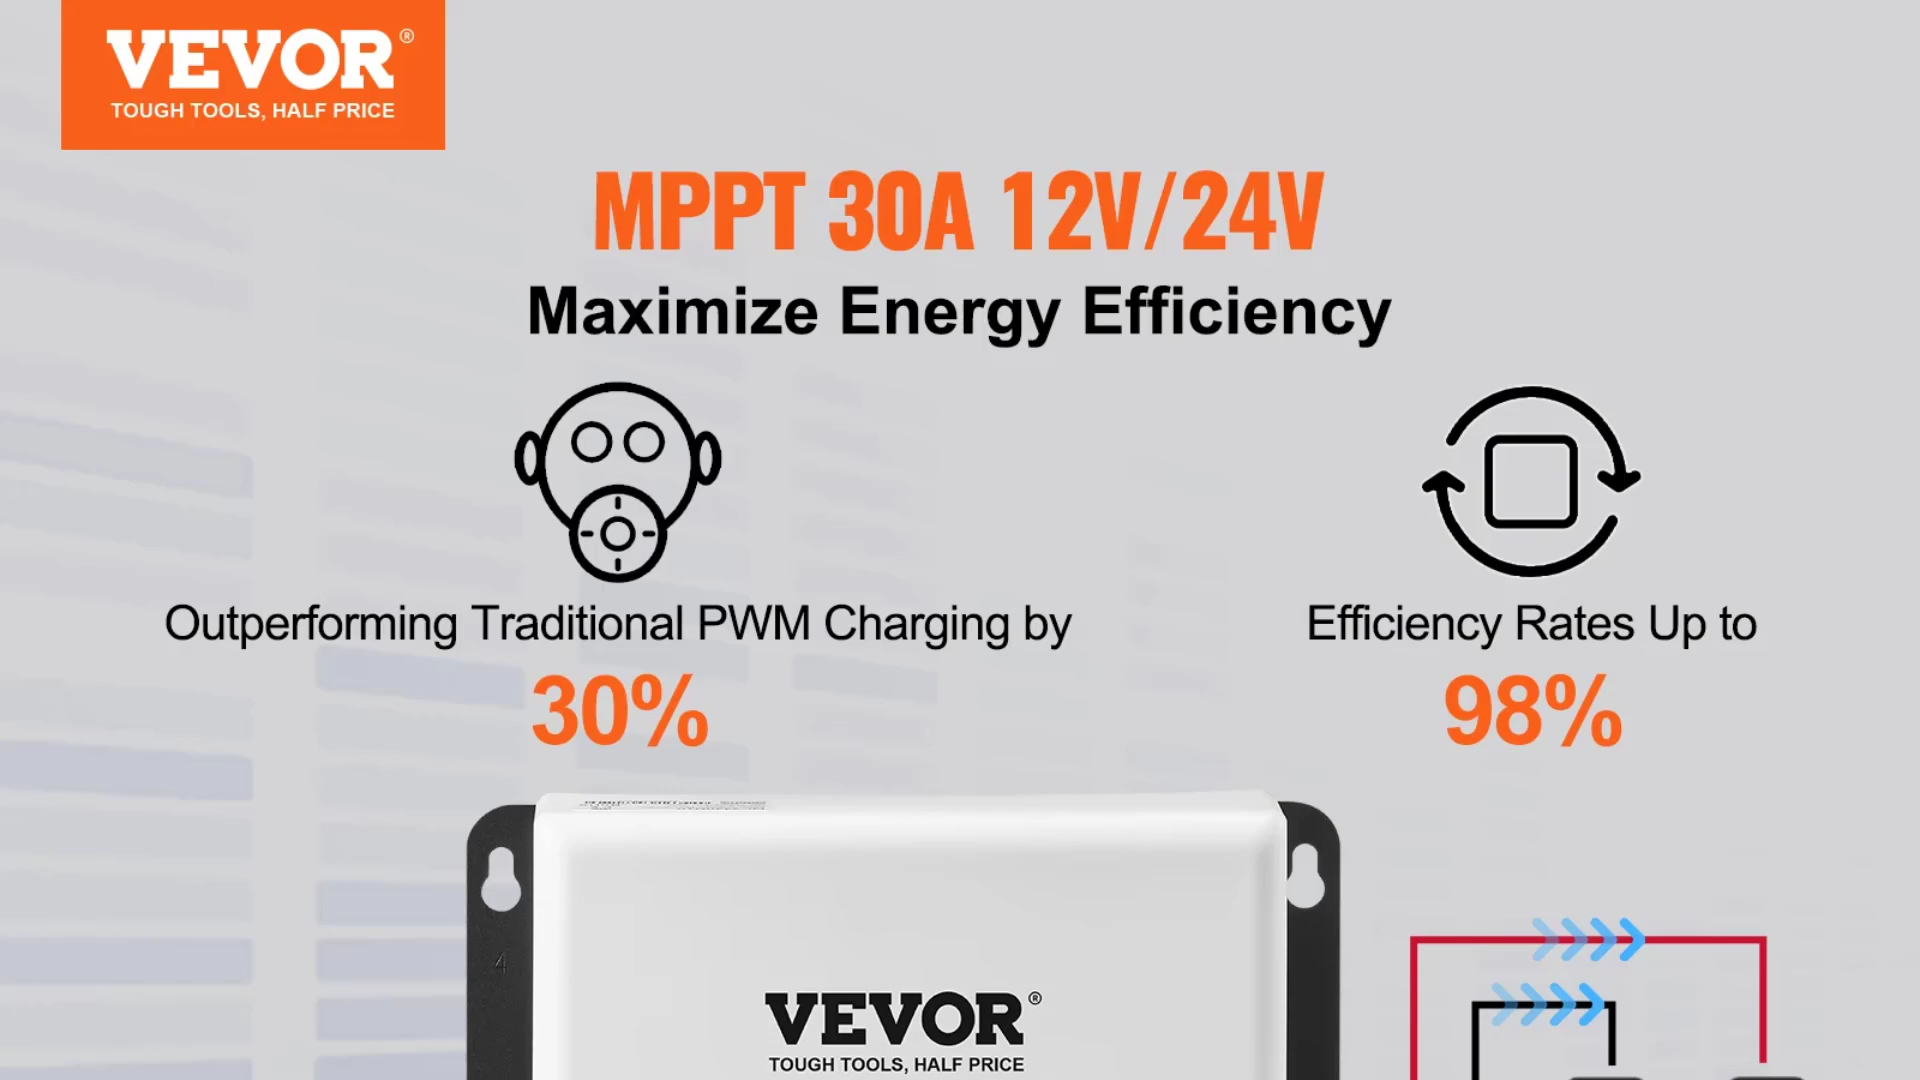 VEVOR®
TOUGH TOOLS, HALF PRICE
MPPT 30A 12V/24V
Maximize Energy Efficiency
Outperforming Traditional PWM Charging by
30%
Efficiency Rates Up to
98%
4
VEVOR®
TOUGH TOOLS, HALF PRICE